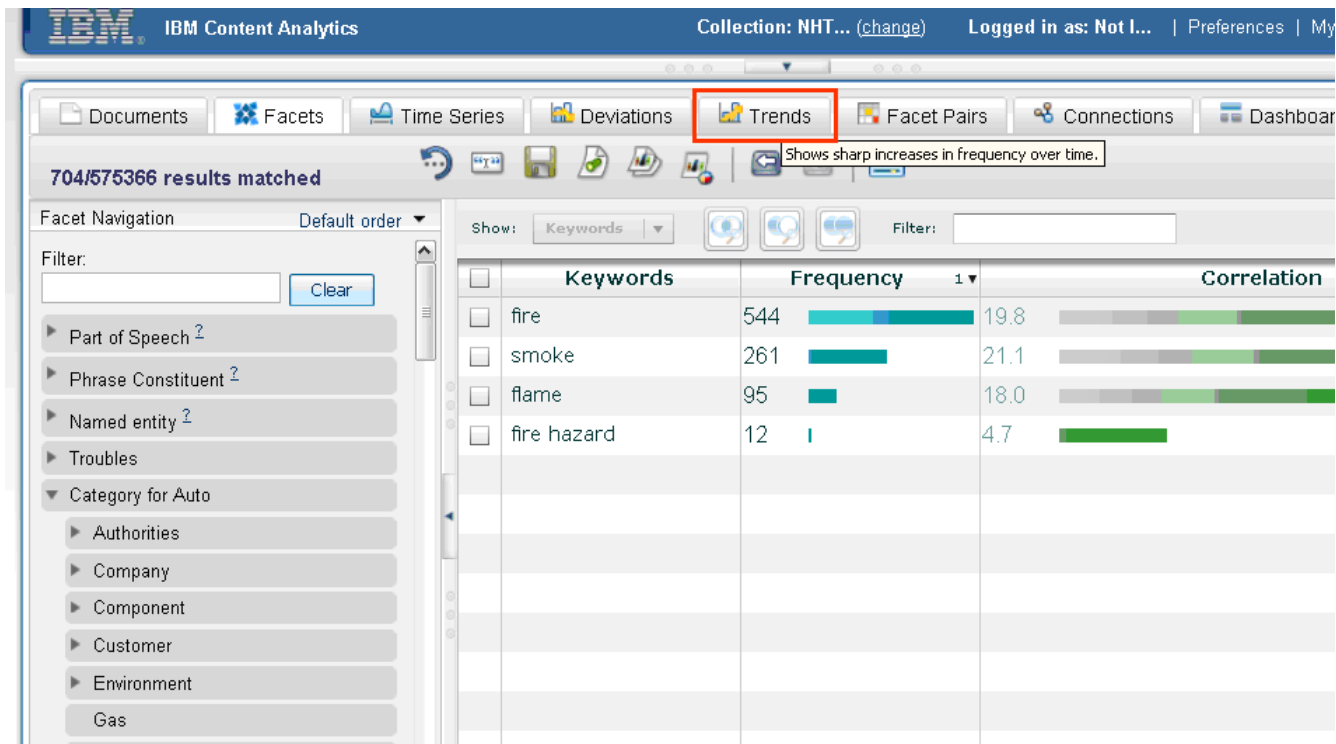 IBM. IBM Content Analytics Collection: NHT... (change) Logged in as: Not I... | Preferences | My
Documents Facets Time Series Deviations Trends Facet Pairs Connections Dashboar
Shows sharp increases in frequency over time.
704/575366 results matched
Facet Navigation Default order
Show: Keywords Filter:
Filter:
Clear
Keywords Frequency 1 Correlation
fire 544 19.8
smoke 261 21.1
flame 95 18.0
fire hazard 12 4.7
Part of Speech ?
Phrase Constituent ?
Named entity ?
Troubles
Category for Auto
Authorities
Company
Component
Customer
Environment
Gas